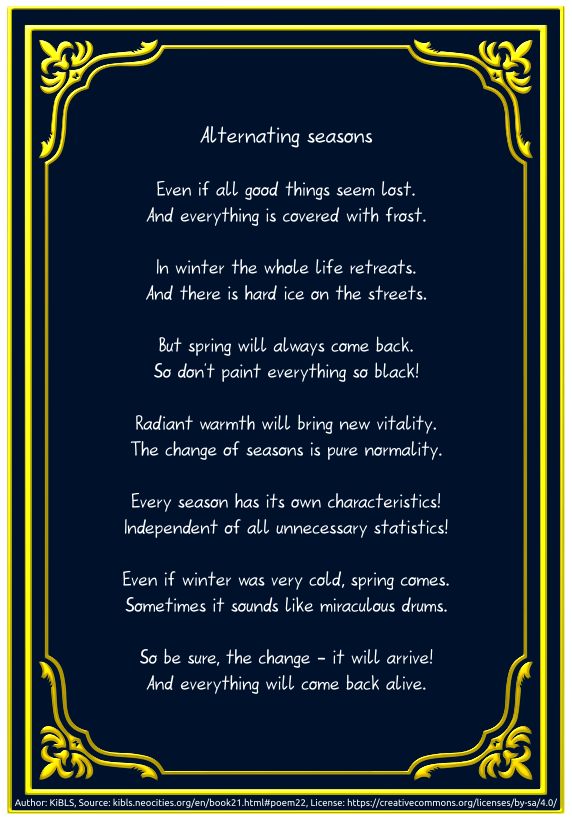 Alternating seasons
Even if all good things seem lost.
And everything is covered with frost.
In winter the whole life retreats.
And there is hard ice on the streets.
But spring will always come back.
So don't paint everything so black!
Radiant warmth will bring new vitality.
The change of seasons is pure normality.
Every season has its own characteristics!
Independent of all unnecessary statistics!
Even if winter was very cold, spring comes.
Sometimes it sounds like miraculous drums.
So be sure, the change – it will arrive!
And everything will come back alive.
Author: KiBLS, Source: kibls.neocities.org/en/book21.html#poem22, License: https://creativecommons.org/licenses/by-sa/4.0/